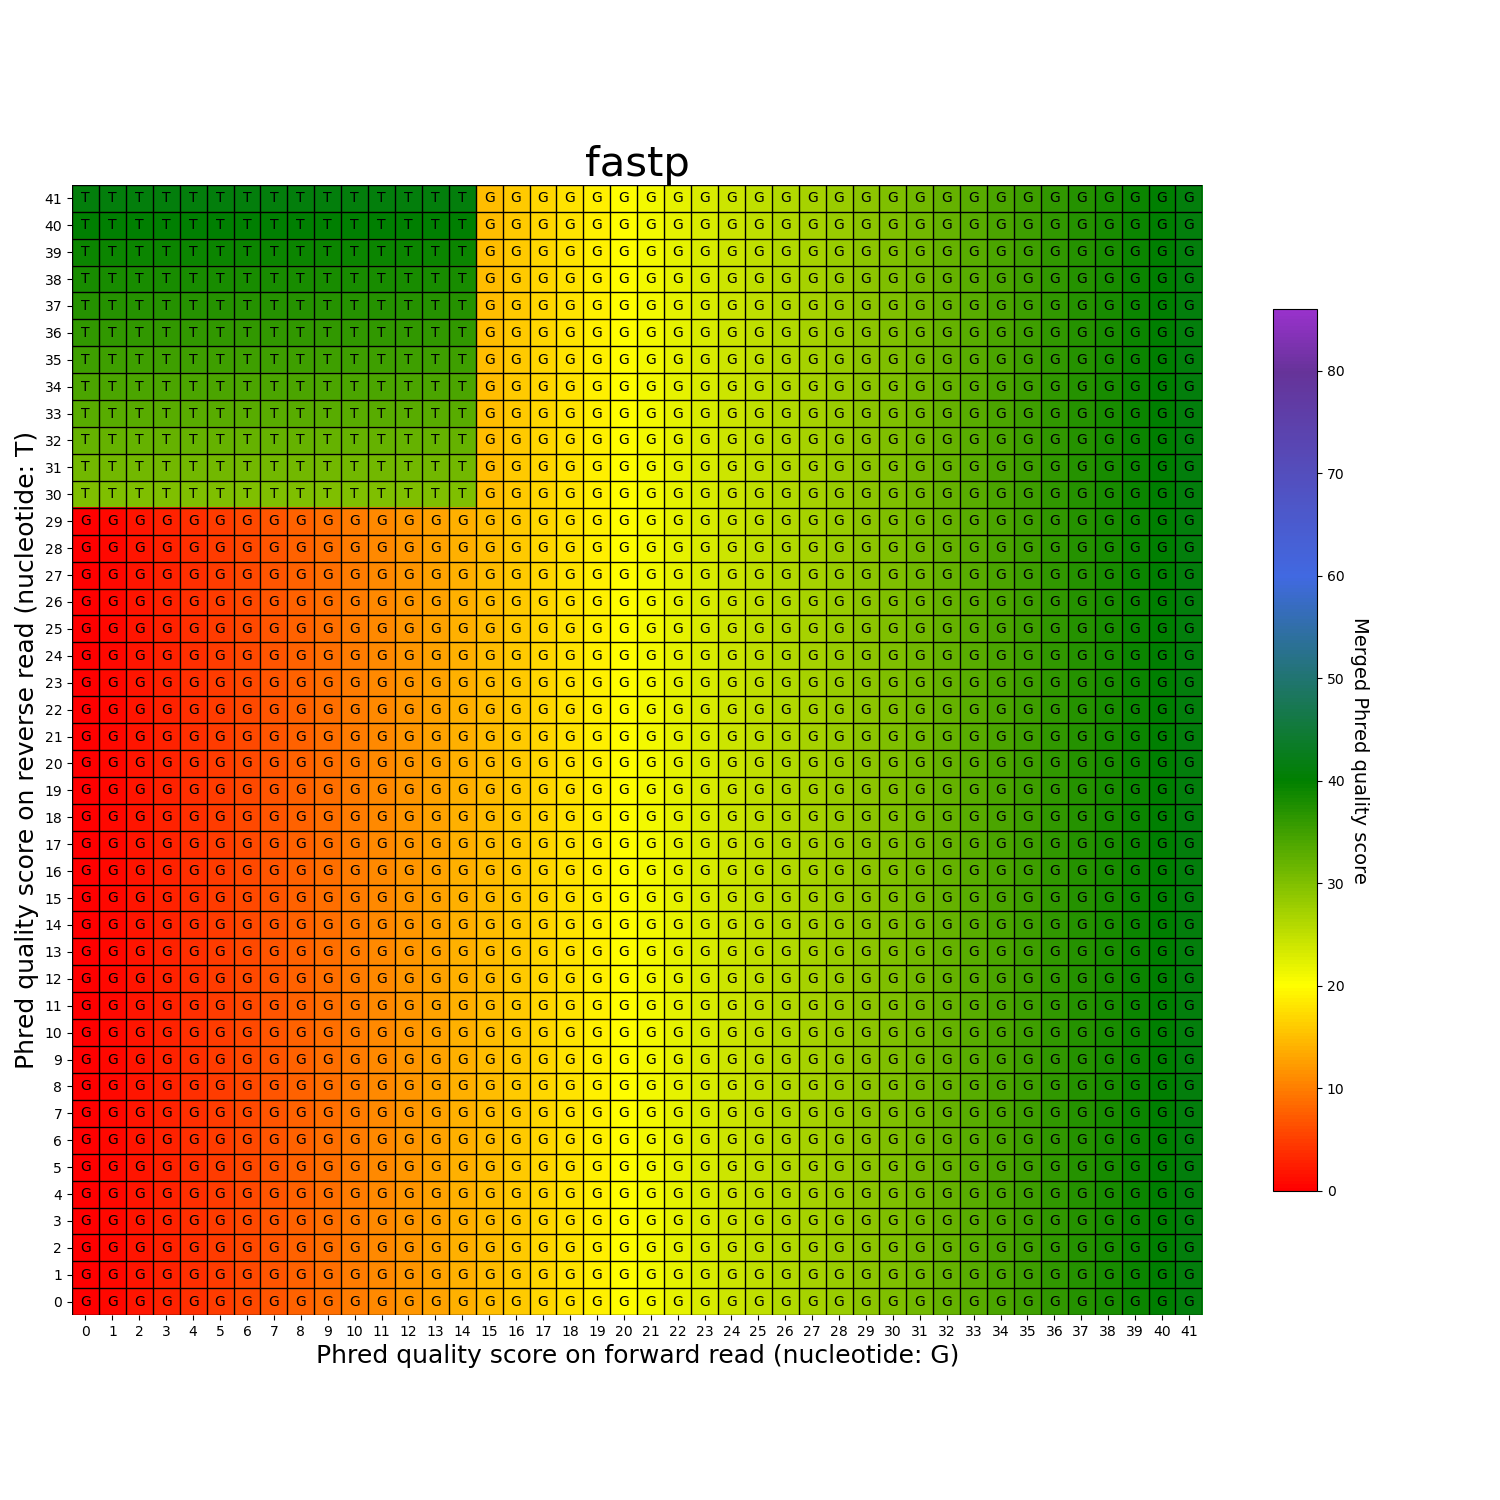 fastp
41 T T T T T T T T T T T T T T T G G G G G G G G G G G G G G G G G G G G G G G G G G G
40 T T T T T T T T T T T T T T T G G G G G G G G G G G G G G G G G G G G G G G G G G G
39 T T T T T T T T T T T T T T T G G G G G G G G G G G G G G G G G G G G G G G G G G G
38 T T T T T T T T T T T T T T T G G G G G G G G G G G G G G G G G G G G G G G G G G G
37 T T T T T T T T T T T T T T T G G G G G G G G G G G G G G G G G G G G G G G G G G G
36 T T T T T T T T T T T T T T T G G G G G G G G G G G G G G G G G G G G G G G G G G G
35 T T T T T T T T T T T T T T T G G G G G G G G G G G G G G G G G G G G G G G G G G G
34 T T T T T T T T T T T T T T T G G G G G G G G G G G G G G G G G G G G G G G G G G G
33 T T T T T T T T T T T T T T T G G G G G G G G G G G G G G G G G G G G G G G G G G G
32 T T T T T T T T T T T T T T T G G G G G G G G G G G G G G G G G G G G G G G G G G G
31 T T T T T T T T T T T T T T T G G G G G G G G G G G G G G G G G G G G G G G G G G G
30 T T T T T T T T T T T T T T T G G G G G G G G G G G G G G G G G G G G G G G G G G G
29 G G G G G G G G G G G G G G G G G G G G G G G G G G G G G G G G G G G G G G G G G G
28 G G G G G G G G G G G G G G G G G G G G G G G G G G G G G G G G G G G G G G G G G G
27 G G G G G G G G G G G G G G G G G G G G G G G G G G G G G G G G G G G G G G G G G G
26 G G G G G G G G G G G G G G G G G G G G G G G G G G G G G G G G G G G G G G G G G G
25 G G G G G G G G G G G G G G G G G G G G G G G G G G G G G G G G G G G G G G G G G G
24 G G G G G G G G G G G G G G G G G G G G G G G G G G G G G G G G G G G G G G G G G G
23 G G G G G G G G G G G G G G G G G G G G G G G G G G G G G G G G G G G G G G G G G G
22 G G G G G G G G G G G G G G G G G G G G G G G G G G G G G G G G G G G G G G G G G G
21 G G G G G G G G G G G G G G G G G G G G G G G G G G G G G G G G G G G G G G G G G G
20 G G G G G G G G G G G G G G G G G G G G G G G G G G G G G G G G G G G G G G G G G G
19 G G G G G G G G G G G G G G G G G G G G G G G G G G G G G G G G G G G G G G G G G G
18 G G G G G G G G G G G G G G G G G G G G G G G G G G G G G G G G G G G G G G G G G G
17 G G G G G G G G G G G G G G G G G G G G G G G G G G G G G G G G G G G G G G G G G G
16 G G G G G G G G G G G G G G G G G G G G G G G G G G G G G G G G G G G G G G G G G G
15 G G G G G G G G G G G G G G G G G G G G G G G G G G G G G G G G G G G G G G G G G G
14 G G G G G G G G G G G G G G G G G G G G G G G G G G G G G G G G G G G G G G G G G G
13 G G G G G G G G G G G G G G G G G G G G G G G G G G G G G G G G G G G G G G G G G G
12 G G G G G G G G G G G G G G G G G G G G G G G G G G G G G G G G G G G G G G G G G G
11 G G G G G G G G G G G G G G G G G G G G G G G G G G G G G G G G G G G G G G G G G G
10 G G G G G G G G G G G G G G G G G G G G G G G G G G G G G G G G G G G G G G G G G G
9 G G G G G G G G G G G G G G G G G G G G G G G G G G G G G G G G G G G G G G G G G G
8 G G G G G G G G G G G G G G G G G G G G G G G G G G G G G G G G G G G G G G G G G G
7 G G G G G G G G G G G G G G G G G G G G G G G G G G G G G G G G G G G G G G G G G G
6 G G G G G G G G G G G G G G G G G G G G G G G G G G G G G G G G G G G G G G G G G G
5 G G G G G G G G G G G G G G G G G G G G G G G G G G G G G G G G G G G G G G G G G G
4 G G G G G G G G G G G G G G G G G G G G G G G G G G G G G G G G G G G G G G G G G G
3 G G G G G G G G G G G G G G G G G G G G G G G G G G G G G G G G G G G G G G G G G G
2 G G G G G G G G G G G G G G G G G G G G G G G G G G G G G G G G G G G G G G G G G G
1 G G G G G G G G G G G G G G G G G G G G G G G G G G G G G G G G G G G G G G G G G G
0 G G G G G G G G G G G G G G G G G G G G G G G G G G G G G G G G G G G G G G G G G G
0 1 2 3 4 5 6 7 8 9 10 11 12 13 14 15 16 17 18 19 20 21 22 23 24 25 26 27 28 29 30 31 32 33 34 35 36 37 38 39 40 41
Phred quality score on forward read (nucleotide: G)
Phred quality score on reverse read (nucleotide: T)
80
70
60
50
40
30
20
10
0
Merged Phred quality score